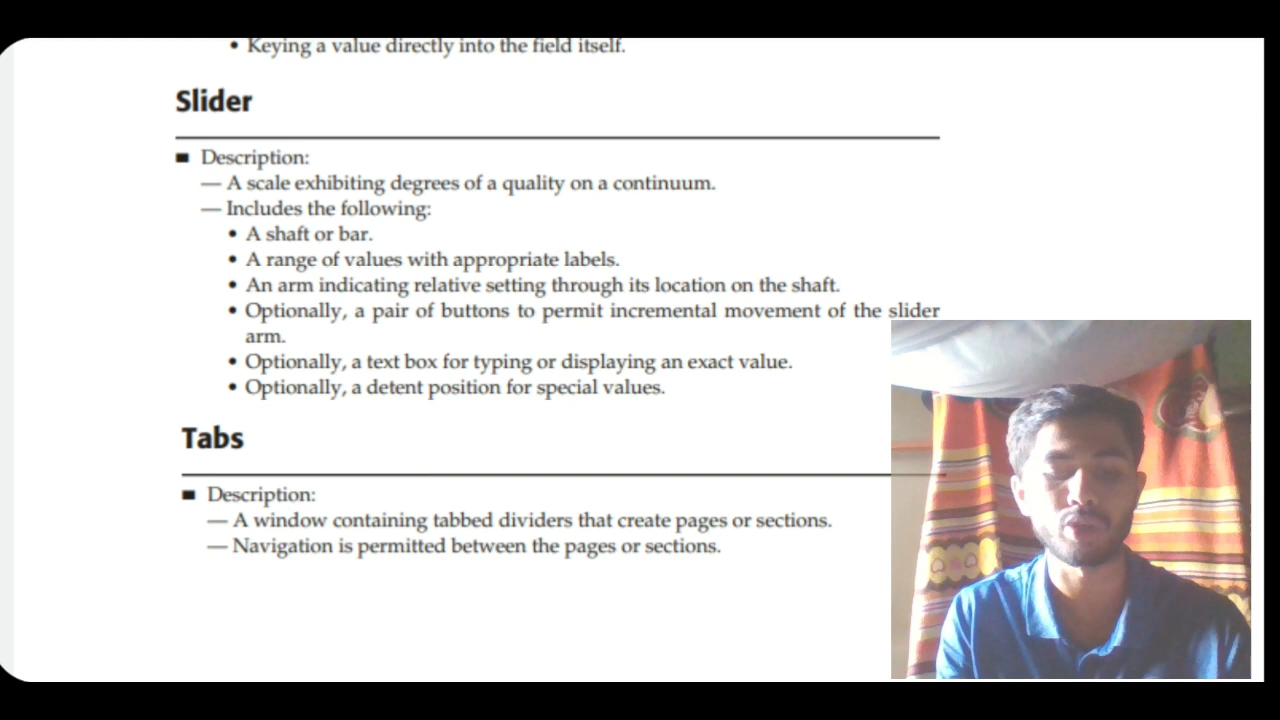 • Keying a value directly into the field itself.
Slider
■ Description:
— A scale exhibiting degrees of a quality on a continuum.
— Includes the following:
• A shaft or bar.
• A range of values with appropriate labels.
• An arm indicating relative setting through its location on the shaft.
• Optionally, a pair of buttons to permit incremental movement of the slider
arm.
• Optionally, a text box for typing or displaying an exact value.
• Optionally, a detent position for special values.
Tabs
■ Description:
— A window containing tabbed dividers that create pages or sections.
— Navigation is permitted between the pages or sections.